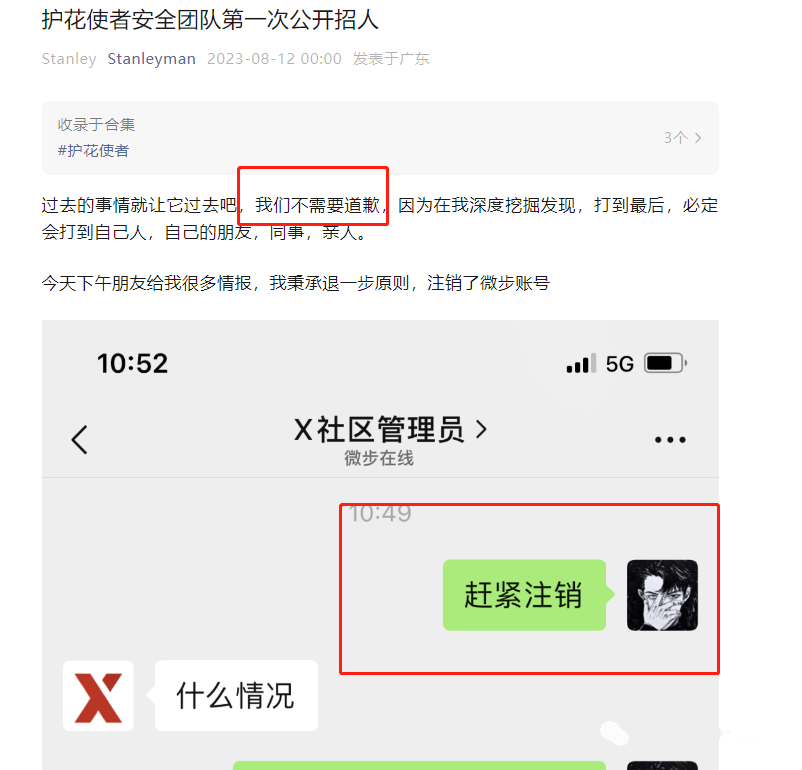 护花使者安全团队第一次公开招人
Stanley Stanleyman 2023-08-12 00:00 发表于广东
收录于合集
3个
#护花使者
过去的事情就让它过去吧，我们不需要道歉，因为在我深度挖掘发现，打到最后，必定
会打到自己人，自己的朋友，同事，亲人。
今天下午朋友给我很多情报，我秉承退一步原则，注销了微步账号
10:52 5G
X社区管理员
微步在线
10:49
赶紧注销
X
什么情况